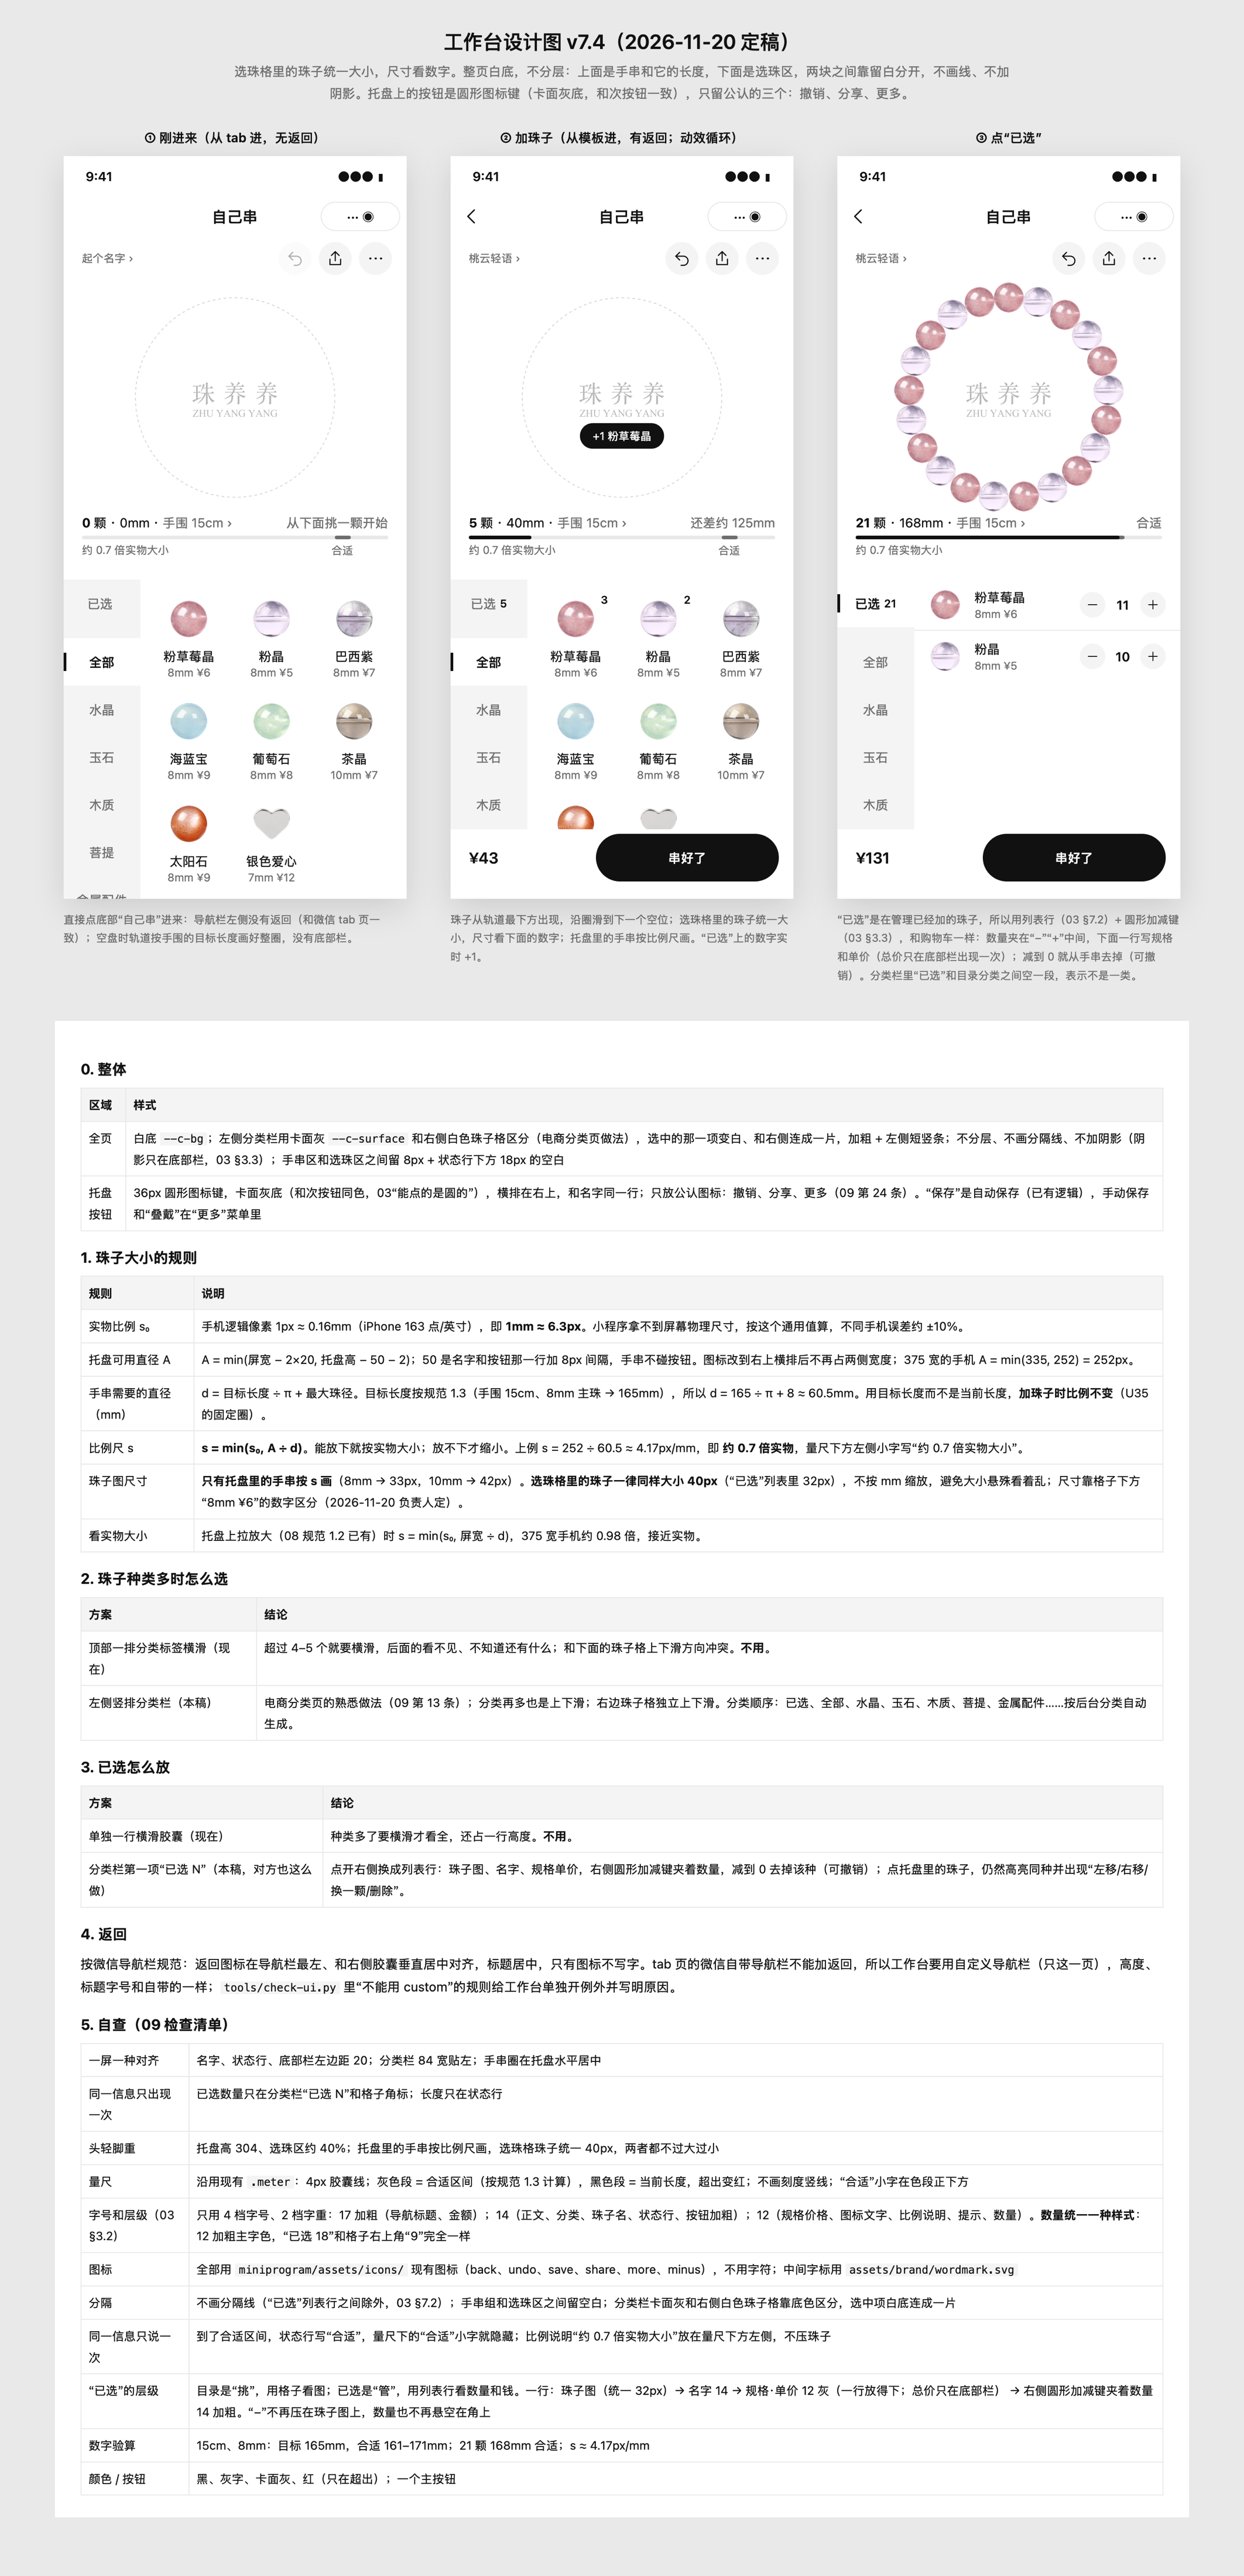 工作台设计图 v7.4（2026-11-20 定稿）
选珠格里的珠子统一大小，尺寸看数字。整页白底，不分层：上面是手串和它的长度，下面是选珠区，两块之间靠留白分开，不画线、不加
阴影。托盘上的按钮是圆形图标键（卡面灰底，和次按钮一致），只留公认的三个：撤销、分享、更多。
① 刚进来（从 tab 进，无返回）
9:41
自己串
起个名字 ›
珠养养
ZHU YANG YANG
0 颗 · 0mm · 手围 15cm ›
从下面挑一颗开始
约 0.7 倍实物大小
合适
已选
全部
水晶
玉石
木质
菩提
金属配件
粉草莓晶
8mm ¥6
粉晶
8mm ¥5
巴西紫
8mm ¥7
海蓝宝
8mm ¥9
葡萄石
8mm ¥8
茶晶
10mm ¥7
太阳石
8mm ¥9
银色爱心
7mm ¥12
直接点底部“自己串”进来：导航栏左侧没有返回（和微信 tab 页一
致）；空盘时轨道按手围的目标长度画好整圈，没有底部栏。
② 加珠子（从模板进，有返回；动效循环）
9:41
自己串
桃云轻语 ›
珠养养
ZHU YANG YANG
+1 粉草莓晶
5 颗 · 40mm · 手围 15cm ›
还差约 125mm
约 0.7 倍实物大小
合适
已选 5
全部
水晶
玉石
木质
3
粉草莓晶
8mm ¥6
2
粉晶
8mm ¥5
巴西紫
8mm ¥7
海蓝宝
8mm ¥9
葡萄石
8mm ¥8
茶晶
10mm ¥7
¥43
串好了
珠子从轨道最下方出现，沿圈滑到下一个空位；选珠格里的珠子统一大
小，尺寸看下面的数字；托盘里的手串按比例尺画。“已选”上的数字实
时 +1。
③ 点“已选”
9:41
自己串
桃云轻语 ›
珠养养
ZHU YANG YANG
21 颗 · 168mm · 手围 15cm ›
合适
约 0.7 倍实物大小
已选 21
全部
水晶
玉石
木质
粉草莓晶
8mm ¥6
− 11 +
粉晶
8mm ¥5
− 10 +
¥131
串好了
“已选”是在管理已经加的珠子，所以用列表行（03 §7.2）+ 圆形加减键
（03 §3.3），和购物车一样：数量夹在“−”“+”中间，下面一行写规格
和单价（总价只在底部栏出现一次）；减到 0 就从手串去掉（可撤
销）。分类栏里“已选”和目录分类之间空一段，表示不是一类。
0. 整体
区域 样式
全页 白底 --c-bg；左侧分类栏用卡面灰 --c-surface 和右侧白色珠子格区分（电商分类页做法），选中的那一项变白、和右侧连成一片，加粗 + 左侧短竖条；不分层、不画分隔线、不加阴影（阴
影只在底部栏，03 §3.3）；手串区和选珠区之间留 8px + 状态行下方 18px 的空白
托盘 36px 圆形图标键，卡面灰底（和次按钮同色，03“能点的是圆的”），横排在右上，和名字同一行；只放公认图标：撤销、分享、更多（09 第 24 条）。“保存”是自动保存（已有逻辑），手动保存
按钮 和“叠戴”在“更多”菜单里
1. 珠子大小的规则
规则 说明
实物比例 s₀ 手机逻辑像素 1px ≈ 0.16mm（iPhone 163 点/英寸），即 1mm ≈ 6.3px。小程序拿不到屏幕物理尺寸，按这个通用值算，不同手机误差约 ±10%。
托盘可用直径 A A = min(屏宽 − 2×20, 托盘高 − 50 − 2)；50 是名字和按钮那一行加 8px 间隔，手串不碰按钮。图标改到右上横排后不再占两侧宽度；375 宽的手机 A = min(335, 252) = 252px。
手串需要的直径 d = 目标长度 ÷ π + 最大珠径。目标长度按规范 1.3（手围 15cm、8mm 主珠 → 165mm），所以 d = 165 ÷ π + 8 ≈ 60.5mm。用目标长度而不是当前长度，加珠子时比例不变（U35
（mm） 的固定圈）。
比例尺 s s = min(s₀, A ÷ d)。能放下就按实物大小；放不下才缩小。上例 s = 252 ÷ 60.5 ≈ 4.17px/mm，即 约 0.7 倍实物，量尺下方左侧小字写“约 0.7 倍实物大小”。
珠子图尺寸 只有托盘里的手串按 s 画（8mm → 33px，10mm → 42px）。选珠格里的珠子一律同样大小 40px（“已选”列表里 32px），不按 mm 缩放，避免大小悬殊看着乱；尺寸靠格子下方
“8mm ¥6”的数字区分（2026-11-20 负责人定）。
看实物大小 托盘上拉放大（08 规范 1.2 已有）时 s = min(s₀, 屏宽 ÷ d)，375 宽手机约 0.98 倍，接近实物。
2. 珠子种类多时怎么选
方案 结论
顶部一排分类标签横滑（现 超过 4–5 个就要横滑，后面的看不见、不知道还有什么；和下面的珠子格上下滑方向冲突。不用。
在）
左侧竖排分类栏（本稿） 电商分类页的熟悉做法（09 第 13 条）；分类再多也是上下滑；右边珠子格独立上下滑。分类顺序：已选、全部、水晶、玉石、木质、菩提、金属配件……按后台分类自动
生成。
3. 已选怎么放
方案 结论
单独一行横滑胶囊（现在） 种类多了要横滑才看全，还占一行高度。不用。
分类栏第一项“已选 N”（本稿，对方也这么 点开右侧换成列表行：珠子图、名字、规格单价，右侧圆形加减键夹着数量，减到 0 去掉该种（可撤销）；点托盘里的珠子，仍然高亮同种并出现“左移/右移/
做） 换一颗/删除”。
4. 返回
按微信导航栏规范：返回图标在导航栏最左、和右侧胶囊垂直居中对齐，标题居中，只有图标不写字。tab 页的微信自带导航栏不能加返回，所以工作台要用自定义导航栏（只这一页），高度、
标题字号和自带的一样；tools/check-ui.py 里“不能用 custom”的规则给工作台单独开例外并写明原因。
5. 自查（09 检查清单）
一屏一种对齐 名字、状态行、底部栏左边距 20；分类栏 84 宽贴左；手串圈在托盘水平居中
同一信息只出现 已选数量只在分类栏“已选 N”和格子角标；长度只在状态行
一次
头轻脚重 托盘高 304、选珠区约 40%；托盘里的手串按比例尺画，选珠格珠子统一 40px，两者都不过大过小
量尺 沿用现有 .meter：4px 胶囊线；灰色段 = 合适区间（按规范 1.3 计算），黑色段 = 当前长度，超出变红；不画刻度竖线；“合适”小字在色段正下方
字号和层级（03 只用 4 档字号、2 档字重：17 加粗（导航标题、金额）；14（正文、分类、珠子名、状态行、按钮加粗）；12（规格价格、图标文字、比例说明、提示、数量）。数量统一一种样式：
§3.2） 12 加粗主字色，“已选 18”和格子右上角“9”完全一样
图标 全部用 miniprogram/assets/icons/ 现有图标（back、undo、save、share、more、minus），不用字符；中间字标用 assets/brand/wordmark.svg
分隔 不画分隔线（“已选”列表行之间除外，03 §7.2）；手串组和选珠区之间留空白；分类栏卡面灰和右侧白色珠子格靠底色区分，选中项白底连成一片
同一信息只说一 到了合适区间，状态行写“合适”，量尺下的“合适”小字就隐藏；比例说明“约 0.7 倍实物大小”放在量尺下方左侧，不压珠子
次
“已选”的层级 目录是“挑”，用格子看图；已选是“管”，用列表行看数量和钱。一行：珠子图（统一 32px）→ 名字 14 → 规格·单价 12 灰（一行放得下；总价只在底部栏） → 右侧圆形加减键夹着数量
14 加粗。“−”不再压在珠子图上，数量也不再悬空在角上
数字验算 15cm、8mm：目标 165mm，合适 161–171mm；21 颗 168mm 合适；s ≈ 4.17px/mm
颜色 / 按钮 黑、灰字、卡面灰、红（只在超出）；一个主按钮